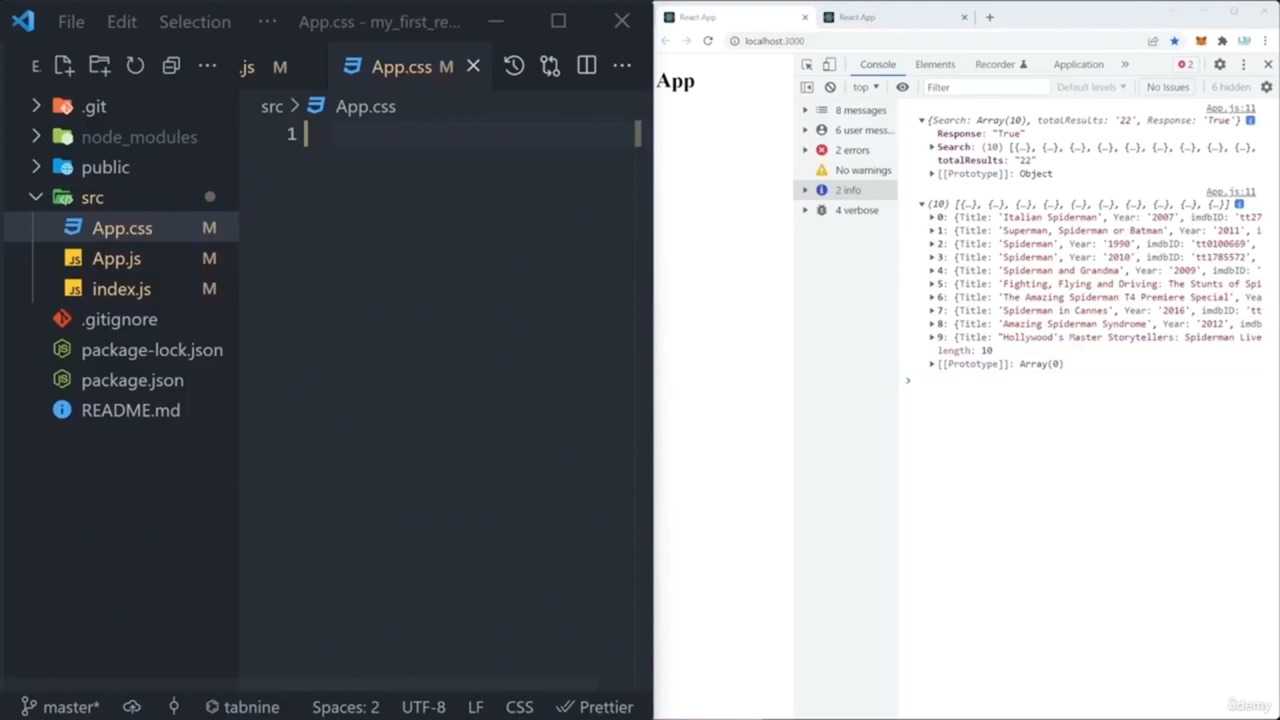 File Edit Selection ··· App.css - my_first_re...
E. ··· .js M App.css M
.git
node_modules
public
src
App.css M
App.js M
index.js M
.gitignore
package-lock.json
package.json
README.md
src > App.css
1
master* tabnine Spaces: 2 UTF-8 LF CSS Prettier
React App React App
localhost:3000
App
Console Elements Recorder Application » 2
top Filter Default levels No Issues 6 hidden
8 messages
6 user mess...
2 errors
No warnings
2 info
4 verbose
App.js:11
{Search: Array(10), totalResults: '22', Response: 'True'}
Response: "True"
Search: (10) [{…}, {…}, {…}, {…}, {…}, {…}, {…}, {…}, {…},
totalResults: "22"
[[Prototype]]: Object
App.js:11
(10) [{…}, {…}, {…}, {…}, {…}, {…}, {…}, {…}, {…}, {…}]
0: {Title: 'Italian Spiderman', Year: '2007', imdbID: 'tt27
1: {Title: 'Superman, Spiderman or Batman', Year: '2011', i
2: {Title: 'Spiderman', Year: '1990', imdbID: 'tt0100669',
3: {Title: 'Spiderman', Year: '2010', imdbID: 'tt1785572',
4: {Title: 'Spiderman and Grandma', Year: '2009', imdbID: '
5: {Title: 'Fighting, Flying and Driving: The Stunts of Spi
6: {Title: 'The Amazing Spiderman T4 Premiere Special', Yea
7: {Title: 'Spiderman in Cannes', Year: '2016', imdbID: 'tt
8: {Title: 'Amazing Spiderman Syndrome', Year: '2012', imdb
9: {Title: "Hollywood's Master Storytellers: Spiderman Live
length: 10
[[Prototype]]: Array(0)
ûdemy